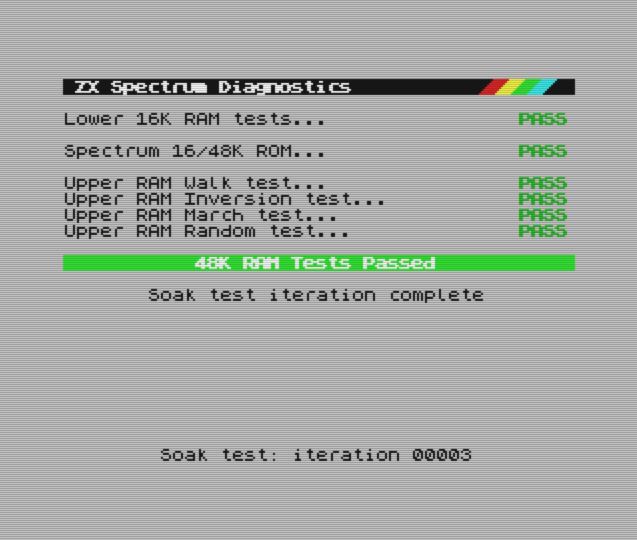 ZX Spectrum Diagnostics
Lower 16K RAM tests... PASS
Spectrum 16/48K ROM... PASS
Upper RAM Walk test... PASS
Upper RAM Inversion test... PASS
Upper RAM March test... PASS
Upper RAM Random test... PASS
48K RAM Tests Passed
Soak test iteration complete
Soak test: iteration 00003